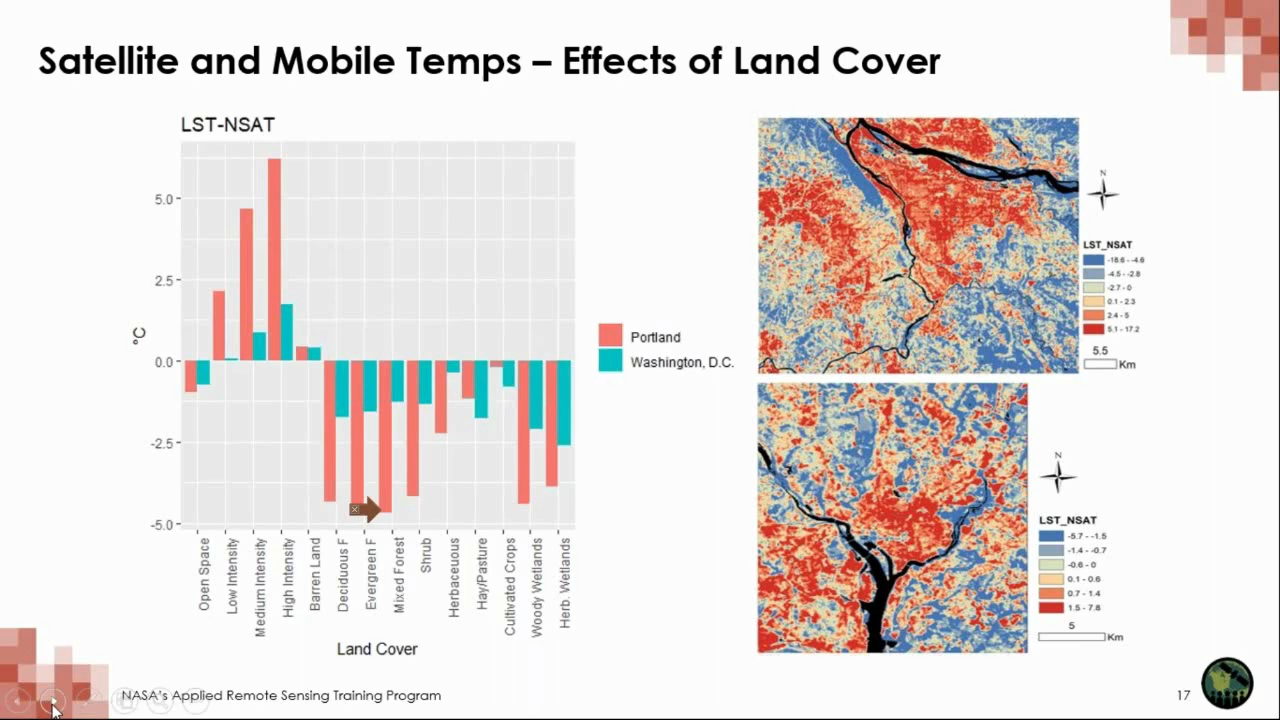 Satellite and Mobile Temps – Effects of Land Cover
LST-NSAT
5.0
2.5
0.0
-2.5
-5.0
°C
Open Space
Low Intensity
Medium Intensity
High Intensity
Barren Land
Deciduous F
Evergreen F
Mixed Forest
Shrub
Herbaceuous
Hay/Pasture
Cultivated Crops
Woody Wetlands
Herb. Wetlands
Land Cover
Portland
Washington, D.C.
N
LST_NSAT
-18.6 - -4.6
-4.5 - -2.8
-2.7 - 0
0.1 - 2.3
2.4 - 5
5.1 - 17.2
5.5
Km
N
LST_NSAT
-5.7 - -1.5
-1.4 - -0.7
-0.6 - 0
0.1 - 0.6
0.7 - 1.4
1.5 - 7.8
5
Km
NASA's Applied Remote Sensing Training Program
17